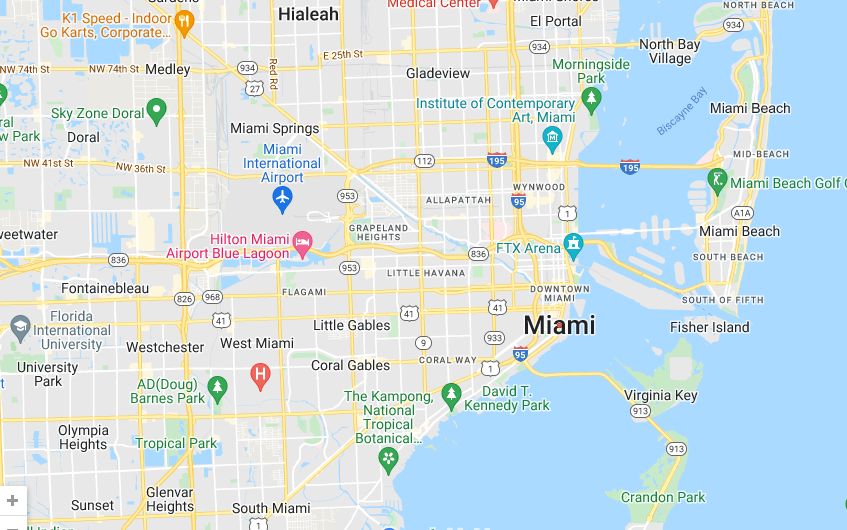 Hialeah
Medical Center
NORTH BEACH
K1 Speed - Indoor
Go Karts, Corporate...
El Portal
934
E 25th St
934
North Bay
Village
NW 74th St
NW 74th St
Medley
934
Red Rd
Gladeview
Morningside
Park
27
Sky Zone Doral
Institute of Contemporary
Art, Miami
Biscayne Bay
Miami Beach
Doral
Miami Springs
Miami
International
Airport
NW 41st St
NW 36th St
112
195
195
MID-BEACH
Miami Beach Golf
WYNWOOD
953
ALLAPATTAH
95
1
A1A
GRAPELAND
HEIGHTS
Miami Beach
Hilton Miami
Airport Blue Lagoon
FTX Arena
836
836
953
LITTLE HAVANA
SOUTH BEACH
Fontainebleau
826
968
FLAGAMI
DOWNTOWN
MIAMI
SOUTH OF FIFTH
Florida
International
University
41
41
41
Little Gables
Miami
Fisher Island
Westchester
West Miami
9
933
95
University
Park
Coral Gables
CORAL WAY
1
AD(Doug)
Barnes Park
The Kampong,
National
Tropical
Botanical...
David T.
Kennedy Park
Virginia Key
913
Olympia
Heights
Tropical Park
913
Sunset
Glenvar
Heights
South Miami
Crandon Park
1
+